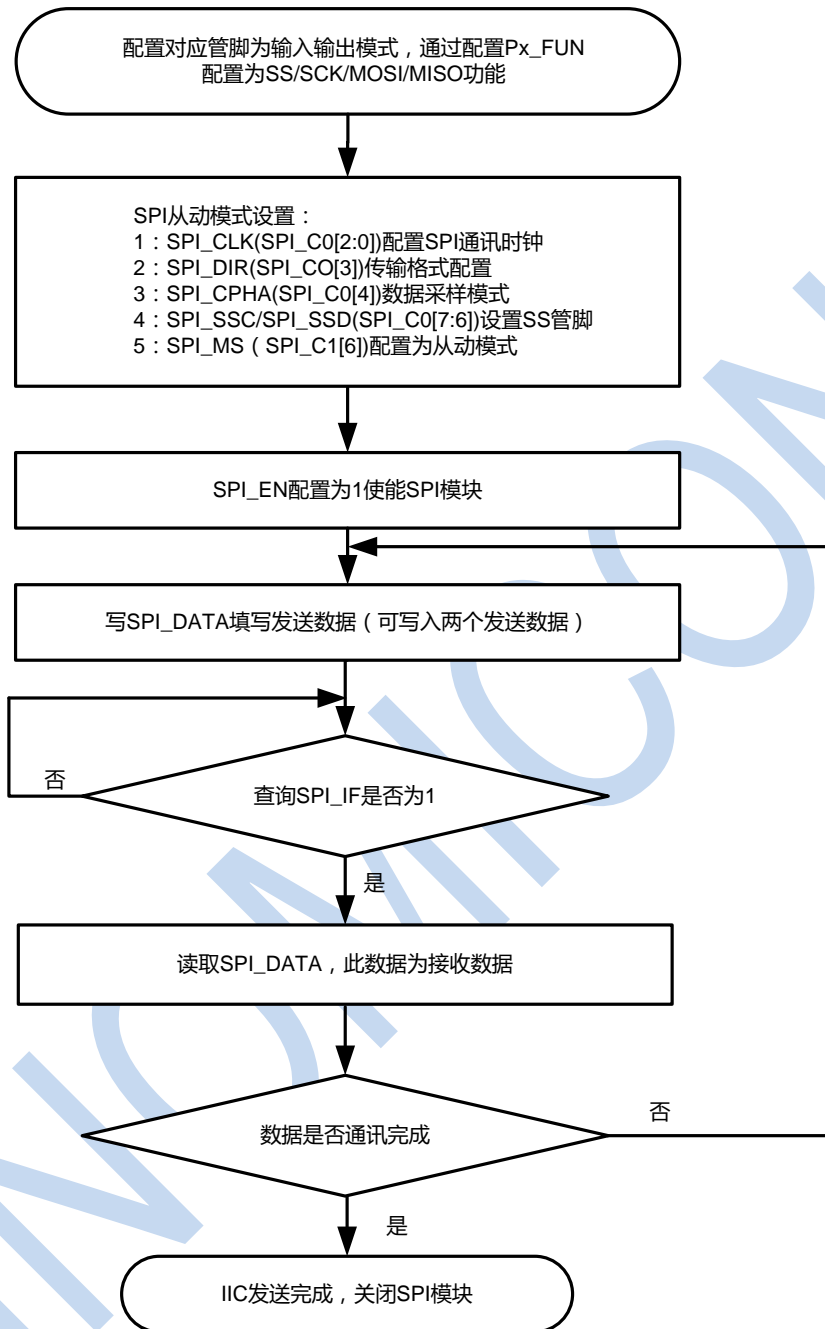 配置对应管脚为输入输出模式，通过配置Px_FUN
配置为SS/SCK/MOSI/MISO功能
SPI从动模式设置：
1：SPI_CLK(SPI_C0[2:0])配置SPI通讯时钟
2：SPI_DIR(SPI_CO[3])传输格式配置
3：SPI_CPHA(SPI_C0[4])数据采样模式
4：SPI_SSC/SPI_SSD(SPI_C0[7:6])设置SS管脚
5：SPI_MS（SPI_C1[6])配置为从动模式
SPI_EN配置为1使能SPI模块
写SPI_DATA填写发送数据（可写入两个发送数据）
否
查询SPI_IF是否为1
是
读取SPI_DATA，此数据为接收数据
否
数据是否通讯完成
是
IIC发送完成，关闭SPI模块